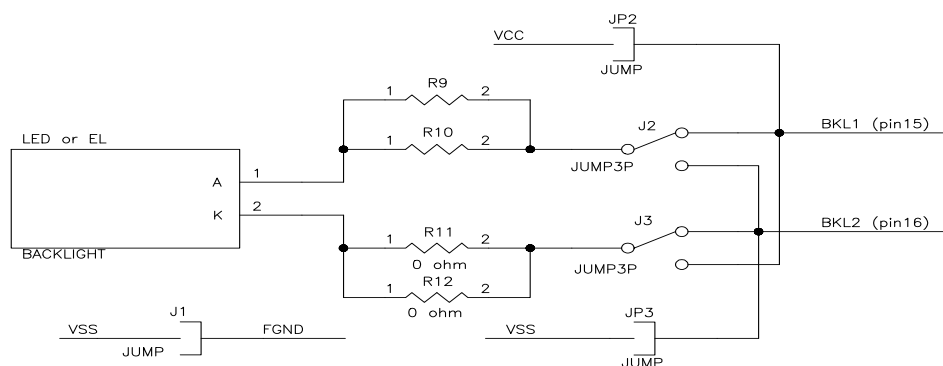 JP2
VCC
JUMP
R9
1 2
LED or EL
R10
1 2
J2
BKL1 (pin15)
JUMP3P
A 1
K 2
J3
R11
1 2
0 ohm
BKL2 (pin16)
BACKLIGHT
JUMP3P
R12
1 2
0 ohm
J1
VSS
FGND
JUMP
VSS
JP3
JUMP